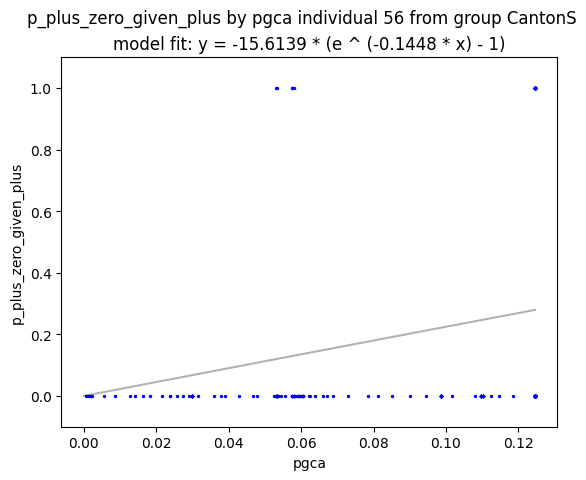 p_plus_zero_given_plus by pgca individual 56 from group CantonS
model fit: y = -15.6139 * (e ^ (-0.1448 * x) - 1)
p_plus_zero_given_plus
1.0
0.8
0.6
0.4
0.2
0.0
0.00 0.02 0.04 0.06 0.08 0.10 0.12
pgca